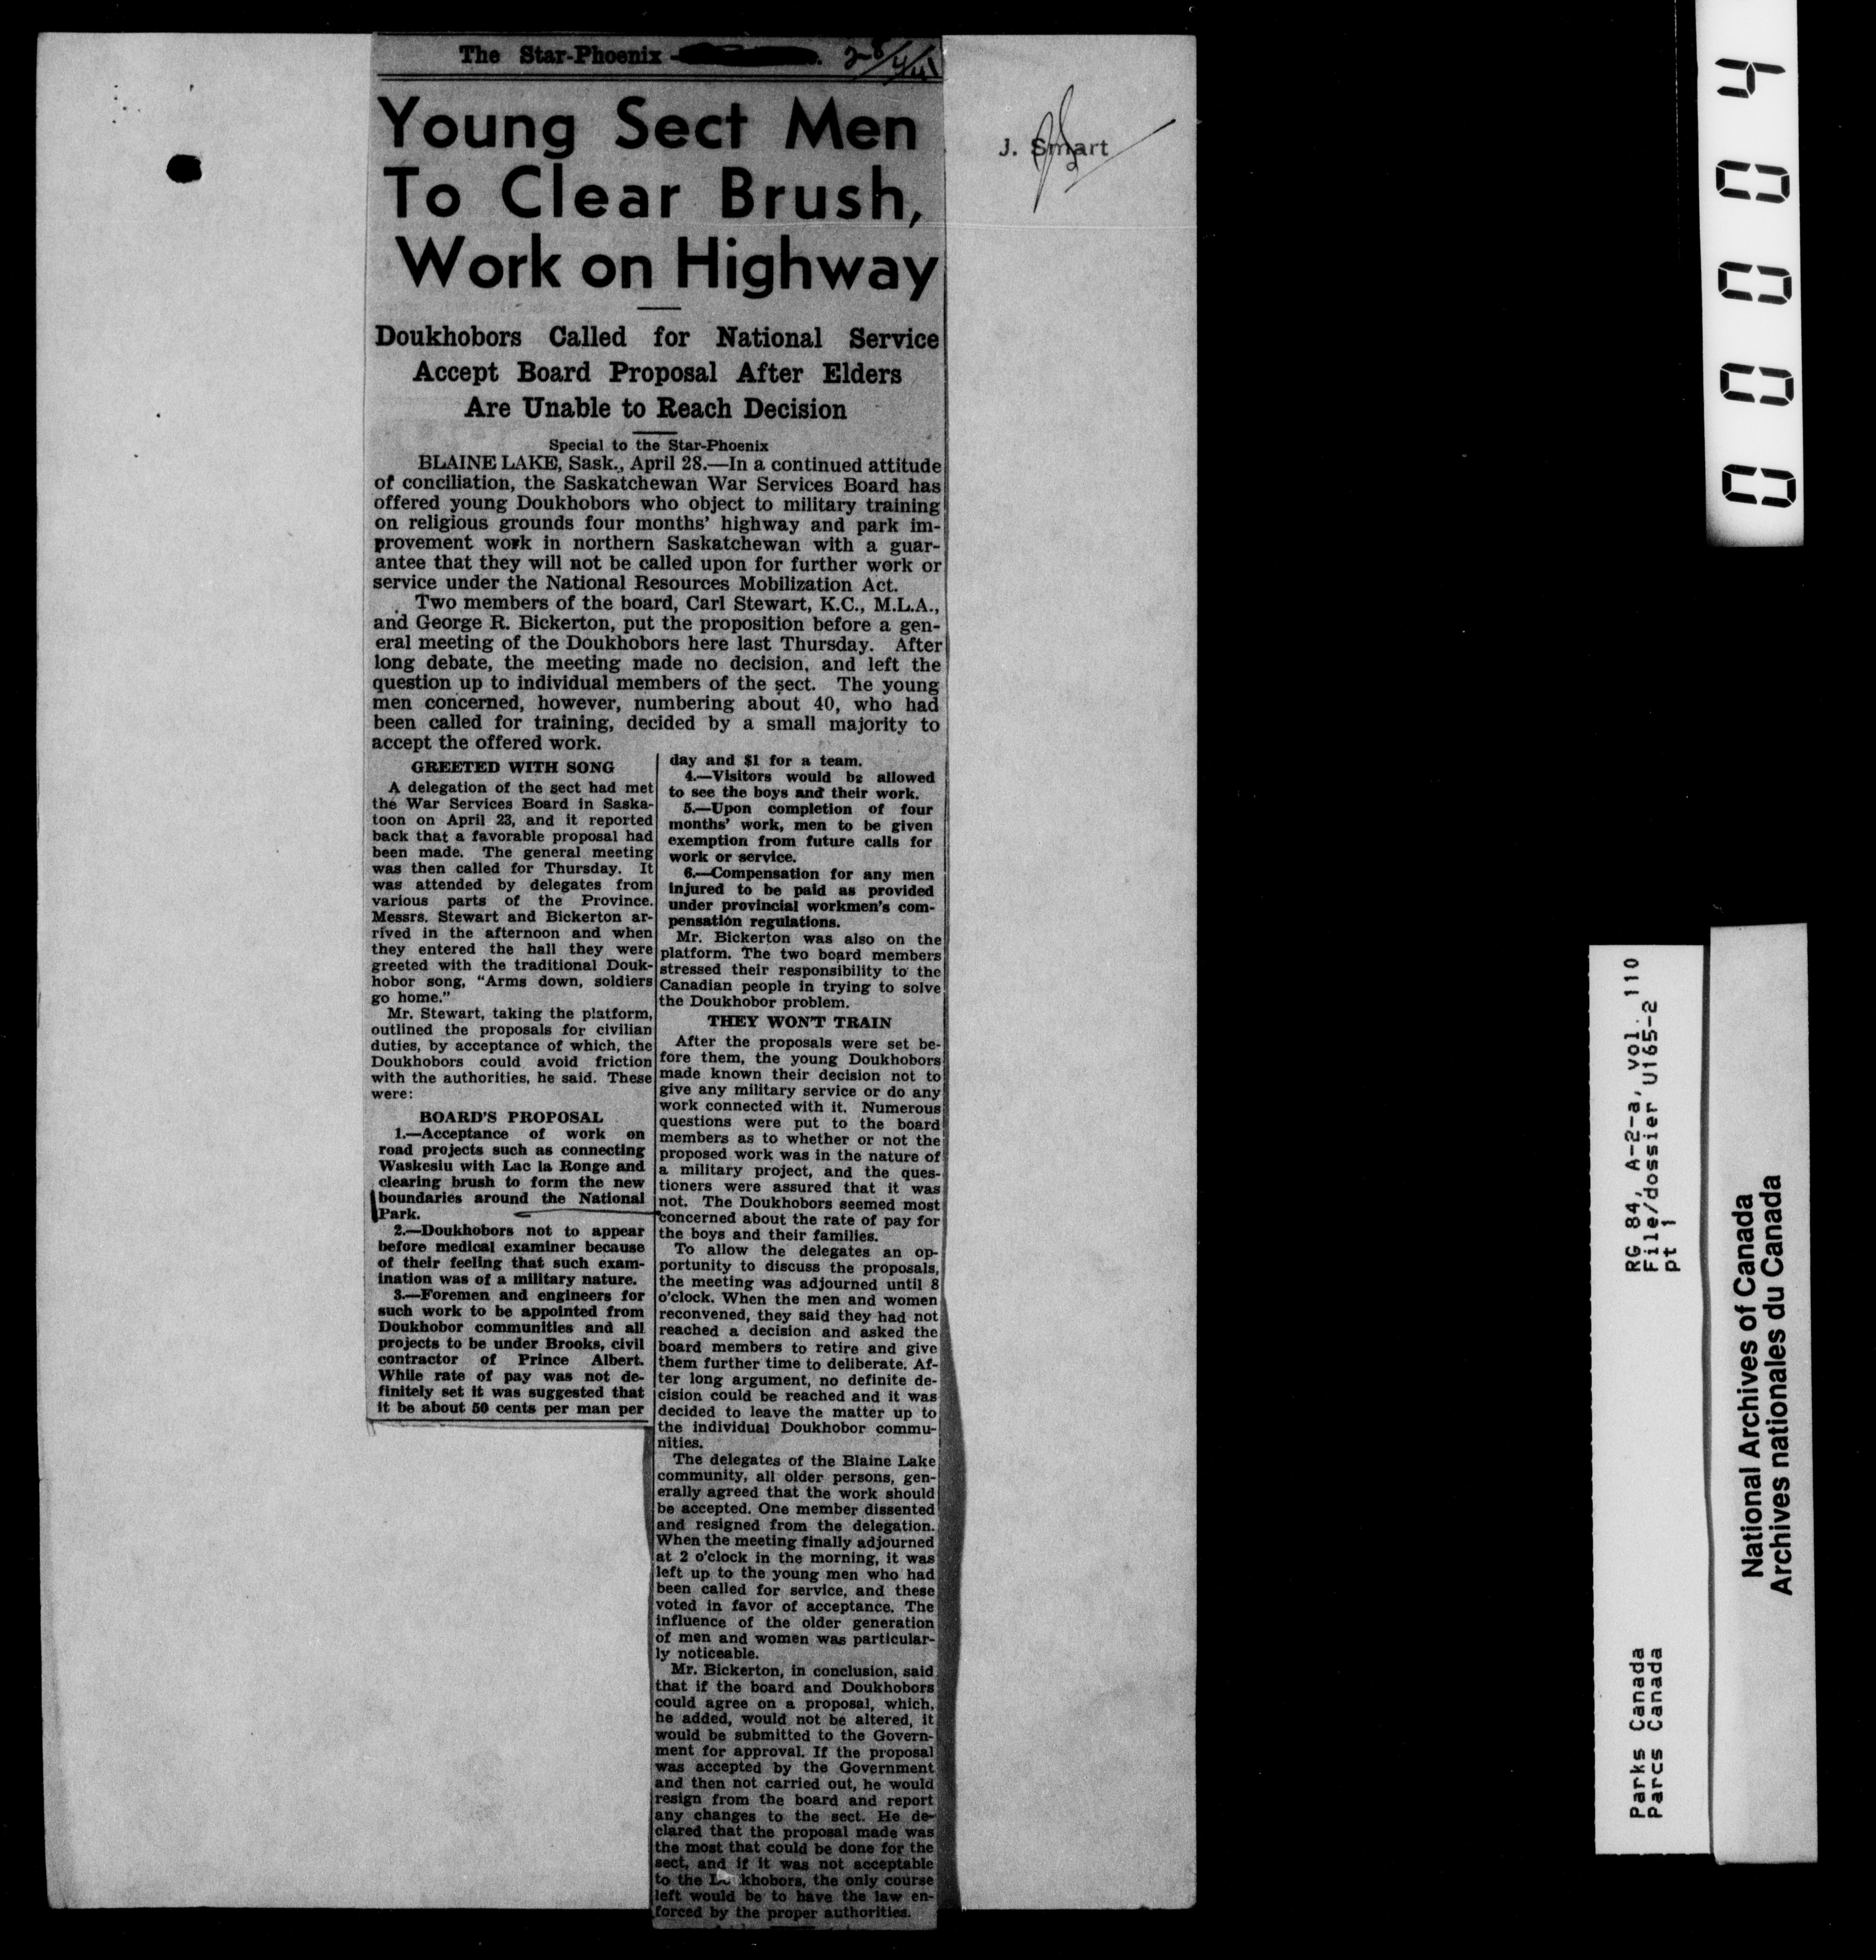 The Star-Phoenix
28/4/41
Young Sect Men
To Clear Brush,
Work on Highway
Doukhobors Called for National Service
Accept Board Proposal After Elders
Are Unable to Reach Decision
Special to the Star-Phoenix
BLAINE LAKE, Sask., April 28.—In a continued attitude
of conciliation, the Saskatchewan War Services Board has
offered young Doukhobors who object to military training
on religious grounds four months' highway and park im-
provement work in northern Saskatchewan with a guar-
antee that they will not be called upon for further work or
service under the National Resources Mobilization Act.
Two members of the board, Carl Stewart, K.C., M.L.A.,
and George R. Bickerton, put the proposition before a gen-
eral meeting of the Doukhobors here last Thursday. After
long debate, the meeting made no decision, and left the
question up to individual members of the sect. The young
men concerned, however, numbering about 40, who had
been called for training, decided by a small majority to
accept the offered work.
GREETED WITH SONG
A delegation of the sect had met
the War Services Board in Saska-
toon on April 23, and it reported
back that a favorable proposal had
been made. The general meeting
was then called for Thursday. It
was attended by delegates from
various parts of the Province.
Messrs. Stewart and Bickerton ar-
rived in the afternoon and when
they entered the hall they were
greeted with the traditional Douk-
hobor song, "Arms down, soldiers
go home."
Mr. Stewart, taking the platform,
outlined the proposals for civilian
duties, by acceptance of which, the
Doukhobors could avoid friction
with the authorities, he said. These
were:
BOARD'S PROPOSAL
1.—Acceptance of work on
road projects such as connecting
Waskesiu with Lac la Ronge and
clearing brush to form the new
boundaries around the National
Park.
2.—Doukhobors not to appear
before medical examiner because
of their feeling that such exam-
ination was of a military nature.
3.—Foremen and engineers for
such work to be appointed from
Doukhobor communities and all
projects to be under Brooks, civil
contractor of Prince Albert.
While rate of pay was not de-
finitely set it was suggested that
it be about 50 cents per man per
day and $1 for a team.
4.—Visitors would be allowed
to see the boys and their work.
5.—Upon completion of four
months' work, men to be given
exemption from future calls for
work or service.
6.—Compensation for any men
injured to be paid as provided
under provincial workmen's com-
pensation regulations.
Mr. Bickerton was also on the
platform. The two board members
stressed their responsibility to the
Canadian people in trying to solve
the Doukhobor problem.
THEY WON'T TRAIN
After the proposals were set be-
fore them, the young Doukhobors
made known their decision not to
give any military service or do any
work connected with it. Numerous
questions were put to the board
members as to whether or not the
proposed work was in the nature of
a military project, and the ques-
tioners were assured that it was
not. The Doukhobors seemed most
concerned about the rate of pay for
the boys and their families.
To allow the delegates an op-
portunity to discuss the proposals,
the meeting was adjourned until 8
o'clock. When the men and women
reconvened, they said they had not
reached a decision and asked the
board members to retire and give
them further time to deliberate. Af-
ter long argument, no definite de-
cision could be reached and it was
decided to leave the matter up to
the individual Doukhobor commu-
nities.
The delegates of the Blaine Lake
community, all older persons, gen-
erally agreed that the work should
be accepted. One member dissented
and resigned from the delegation.
When the meeting finally adjourned
at 2 o'clock in the morning, it was
left up to the young men who had
been called for service, and these
voted in favor of acceptance. The
influence of the older generation
of men and women was particular-
ly noticeable.
Mr. Bickerton, in conclusion, said
that if the board and Doukhobors
could agree on a proposal, which,
he added, would not be altered, it
would be submitted to the Govern-
ment for approval. If the proposal
was accepted by the Government
and then not carried out, he would
resign from the board and report
any changes to the sect. He de-
clared that the proposal made was
the most that could be done for the
sect, and if it was not acceptable
to the Doukhobors, the only course
left would be to have the law en-
forced by the proper authorities.
J. Smart
00004
RG 84, A-2-a, vol. 110
File/dossier U165-2
pt 1
Parks Canada
Parcs Canada
National Archives of Canada
Archives nationales du Canada